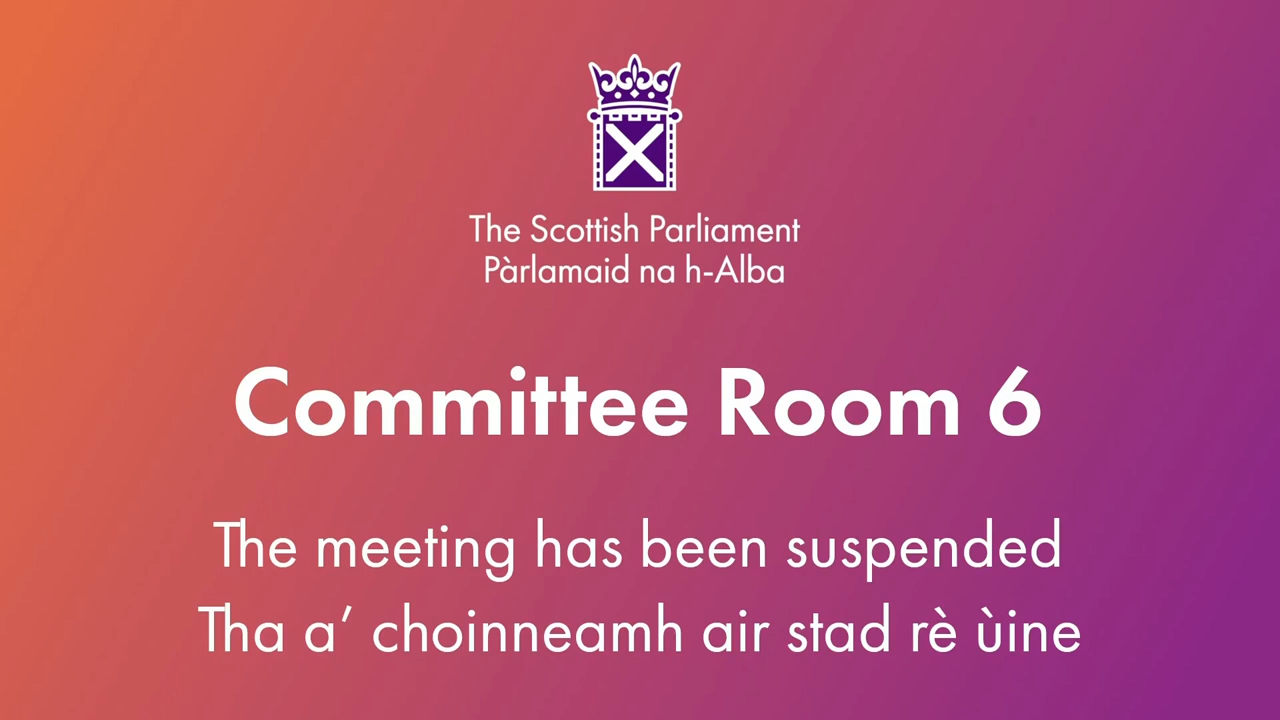 The Scottish Parliament
Pàrlamaid na h-Alba
Committee Room 6
The meeting has been suspended
Tha a’ choinneamh air stad rè ùine